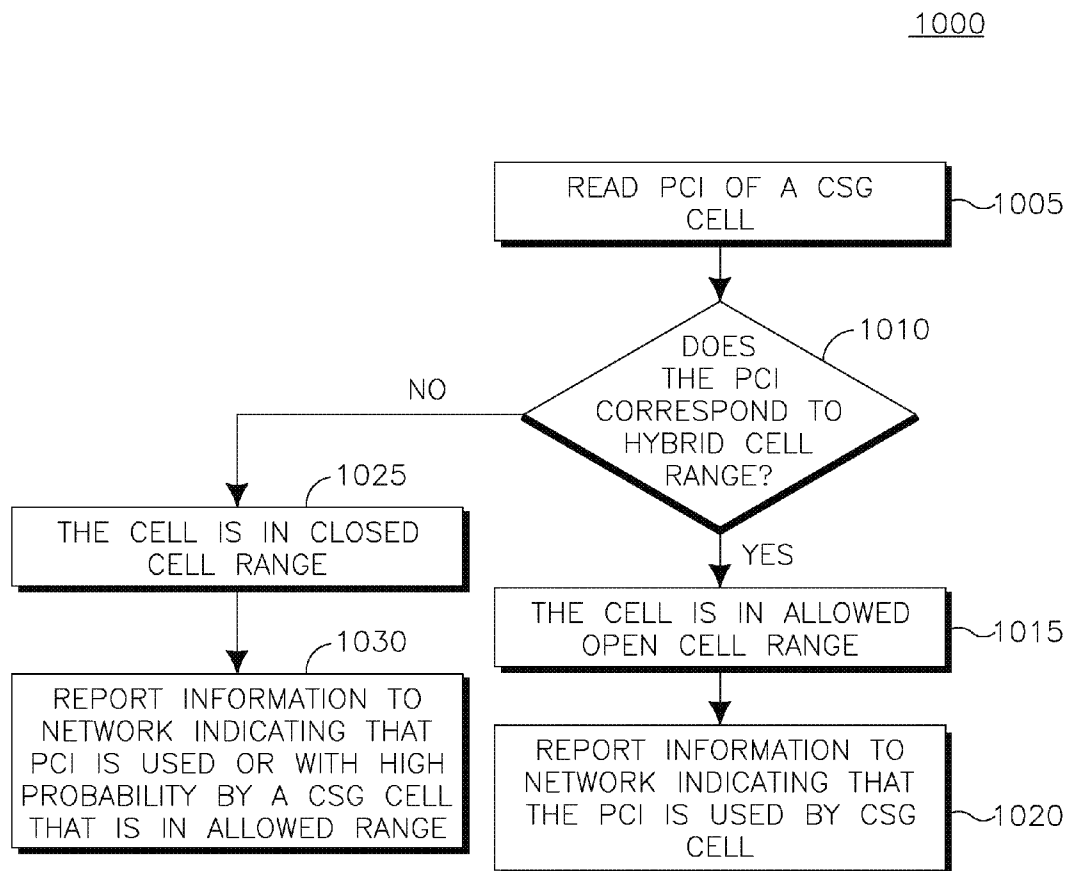 1000
READ PCI OF A CSG
CELL
1005
DOES
THE PCI
CORRESPOND TO
HYBRID CELL
RANGE?
1010
NO
YES
1025
THE CELL IS IN CLOSED
CELL RANGE
THE CELL IS IN ALLOWED
OPEN CELL RANGE
1015
1030
REPORT INFORMATION TO
NETWORK INDICATING THAT
PCI IS USED OR WITH HIGH
PROBABILITY BY A CSG CELL
THAT IS IN ALLOWED RANGE
REPORT INFORMATION TO
NETWORK INDICATING THAT
THE PCI IS USED BY CSG
CELL
1020